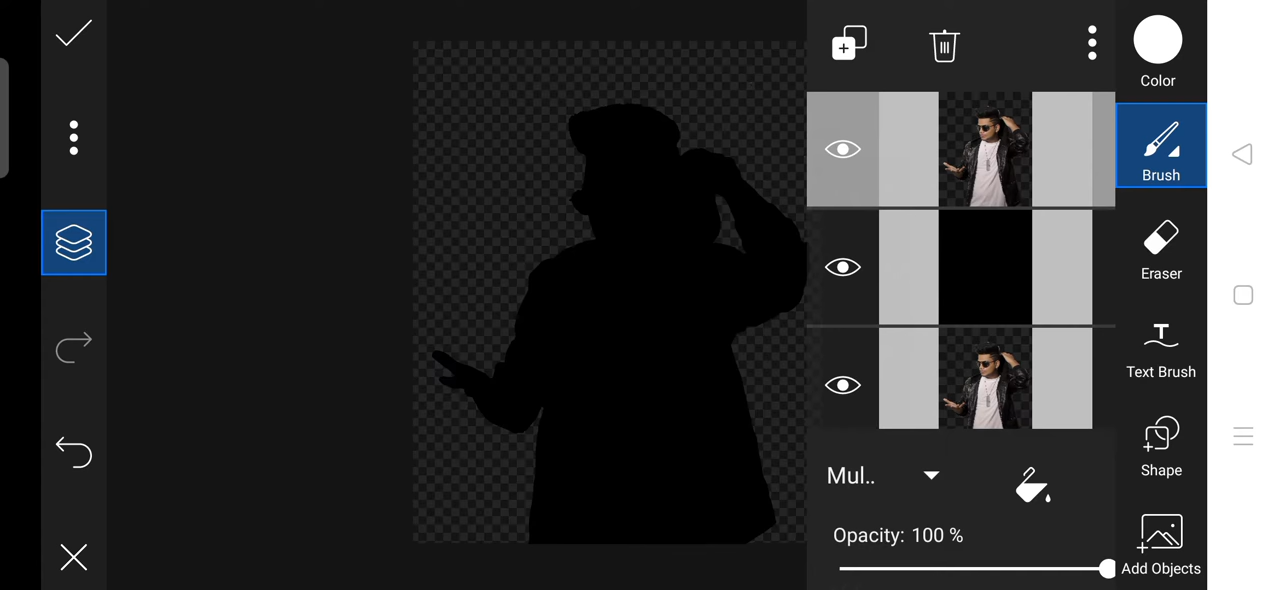 Color
Brush
Eraser
Text Brush
Shape
Add Objects
Mul..
Opacity: 100 %